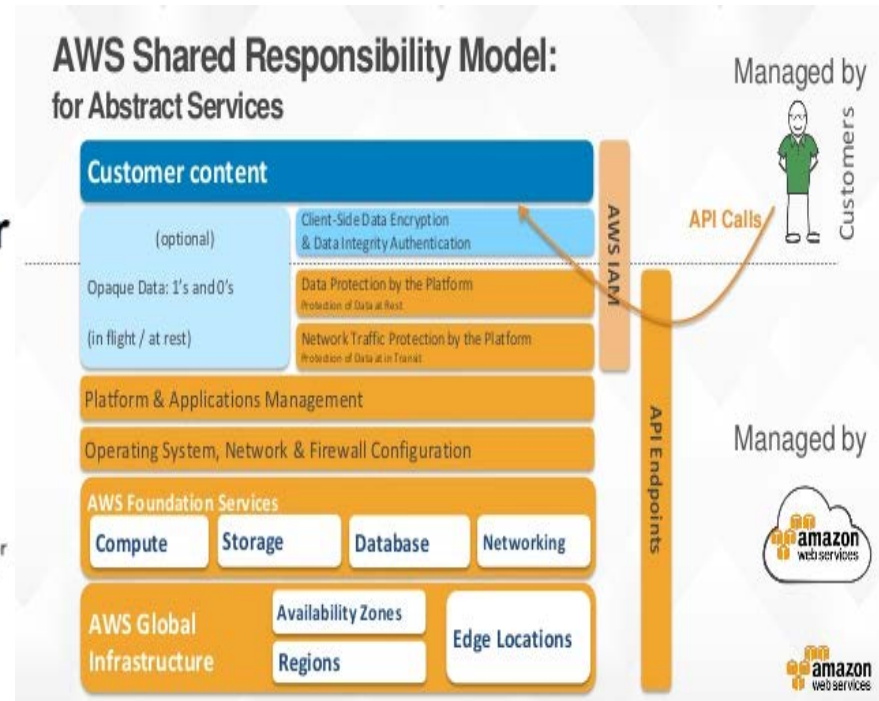 AWS Shared Responsibility Model:
for Abstract Services
Managed by
Customers
Customer content
(optional)
Opaque Data: 1's and 0's
(in flight / at rest)
Client-Side Data Encryption
& Data Integrity Authentication
Data Protection by the Platform
Protection of Data at Rest
Network Traffic Protection by the Platform
Protection of Data at in Transit
AWS IAM
API Calls
API Endpoints
Platform & Applications Management
Operating System, Network & Firewall Configuration
AWS Foundation Services
Compute
Storage
Database
Networking
AWS Global
Infrastructure
Availability Zones
Regions
Edge Locations
Managed by
amazon
web services
amazon
web services
r
r